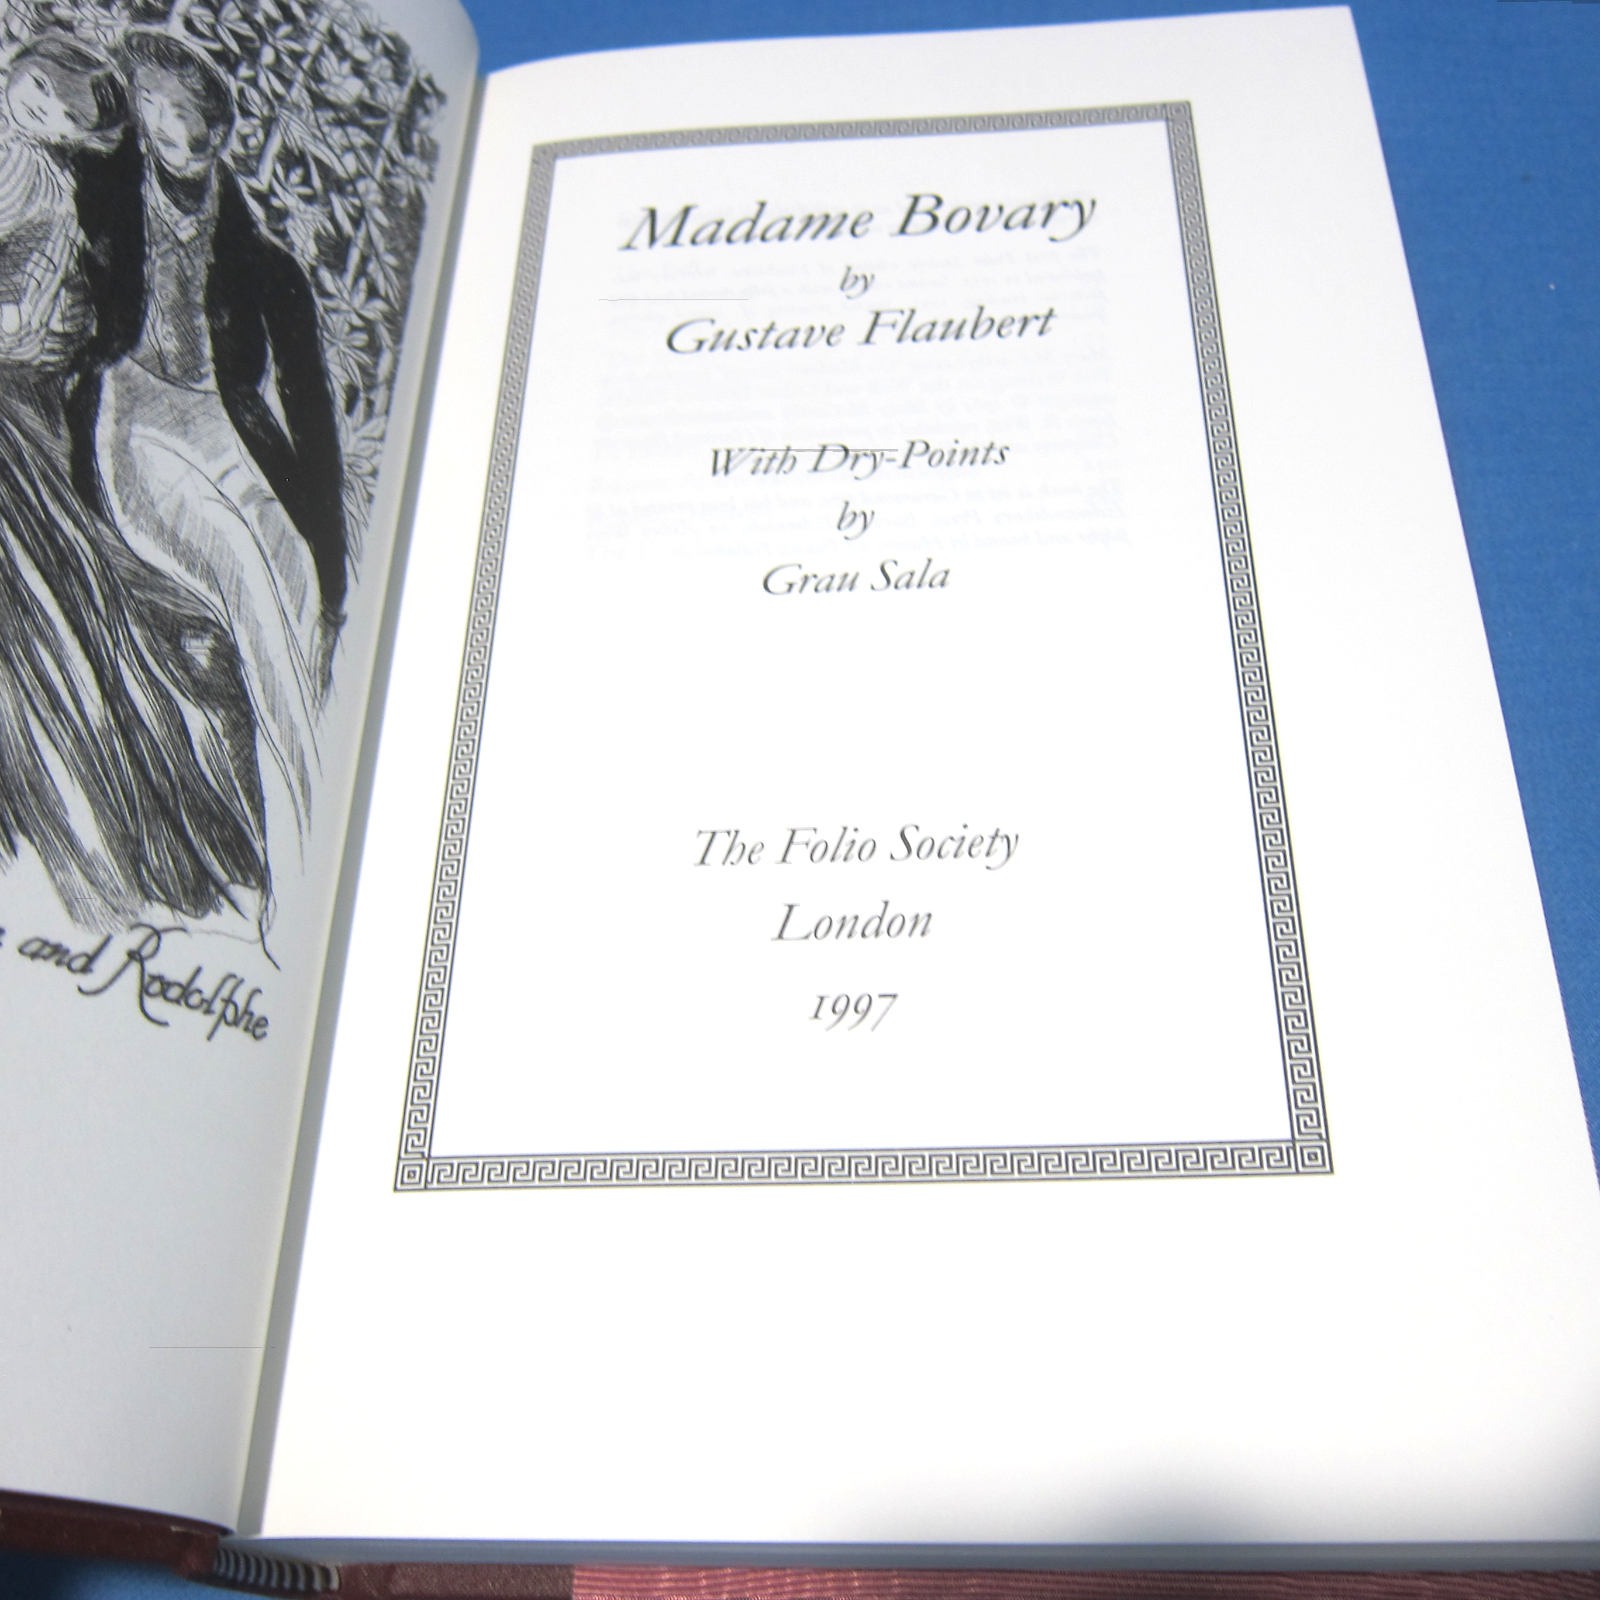 and Rodolphe
Madame Bovary
by
Gustave Flaubert
With Dry-Points
by
Grau Sala
The Folio Society
London
1997